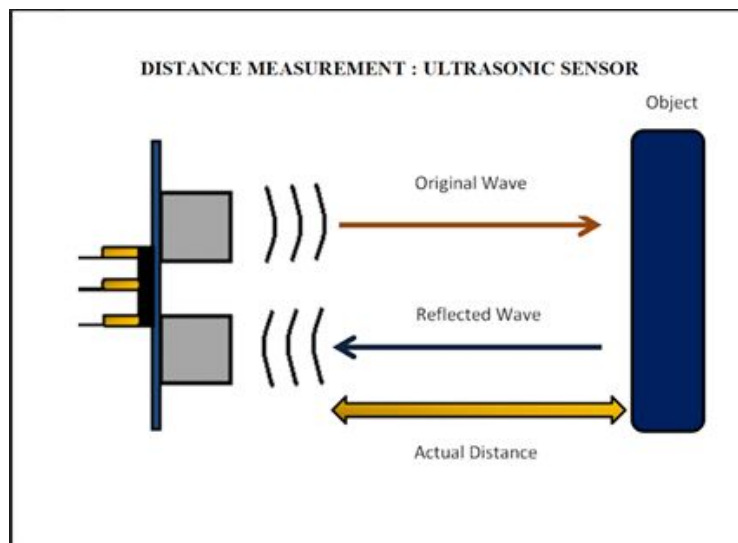 DISTANCE MEASUREMENT : ULTRASONIC SENSOR
Object
Original Wave
Reflected Wave
Actual Distance